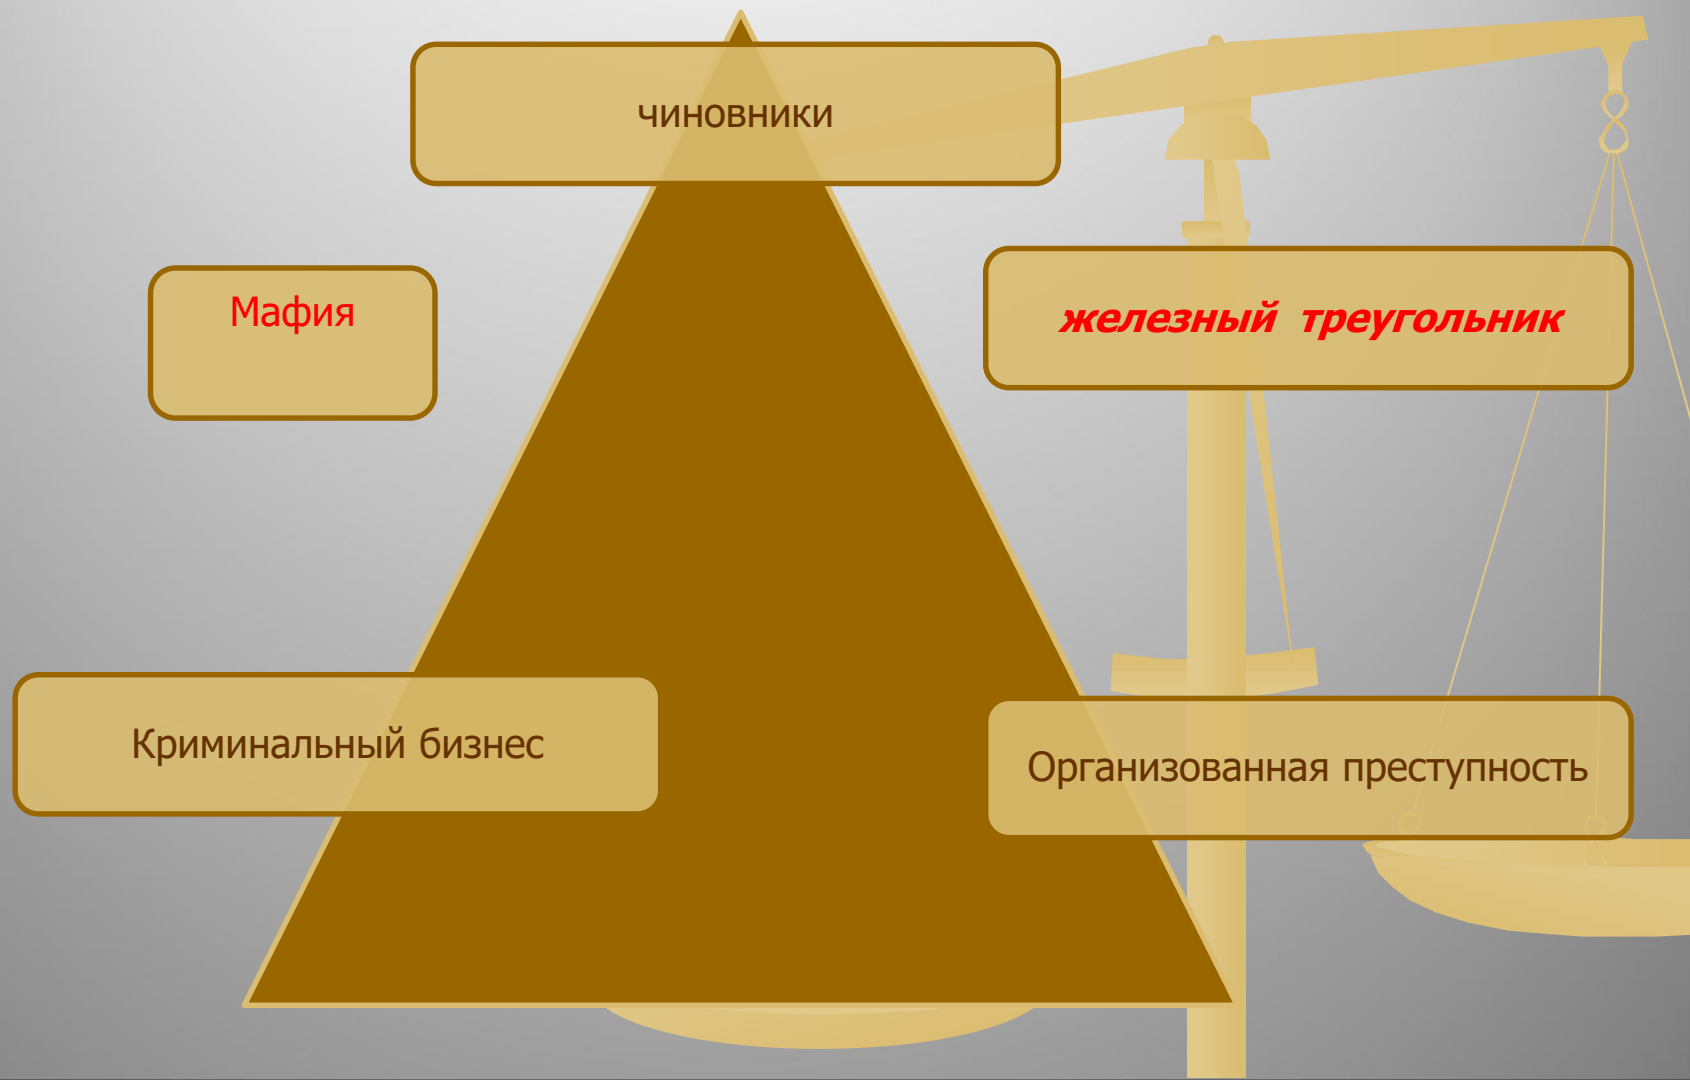 чиновники
Мафия
железный треугольник
Криминальный бизнес
Организованная преступность